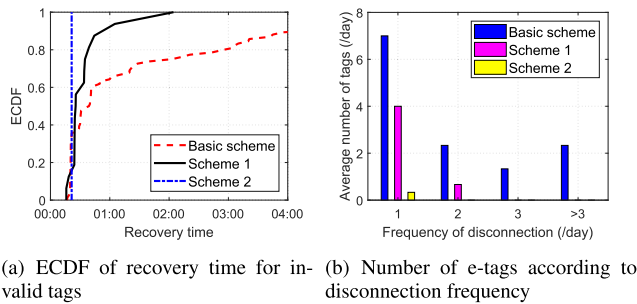 1
0.8
0.6
0.4
0.2
0
ECDF
Basic scheme
Scheme 1
Scheme 2
00:00 01:00 02:00 03:00 04:00
Recovery time
(a) ECDF of recovery time for in-
valid tags
8
6
4
2
0
Average number of tags (/day)
Basic scheme
Scheme 1
Scheme 2
1 2 3 >3
Frequency of disconnection (/day)
(b) Number of e-tags according to
disconnection frequency